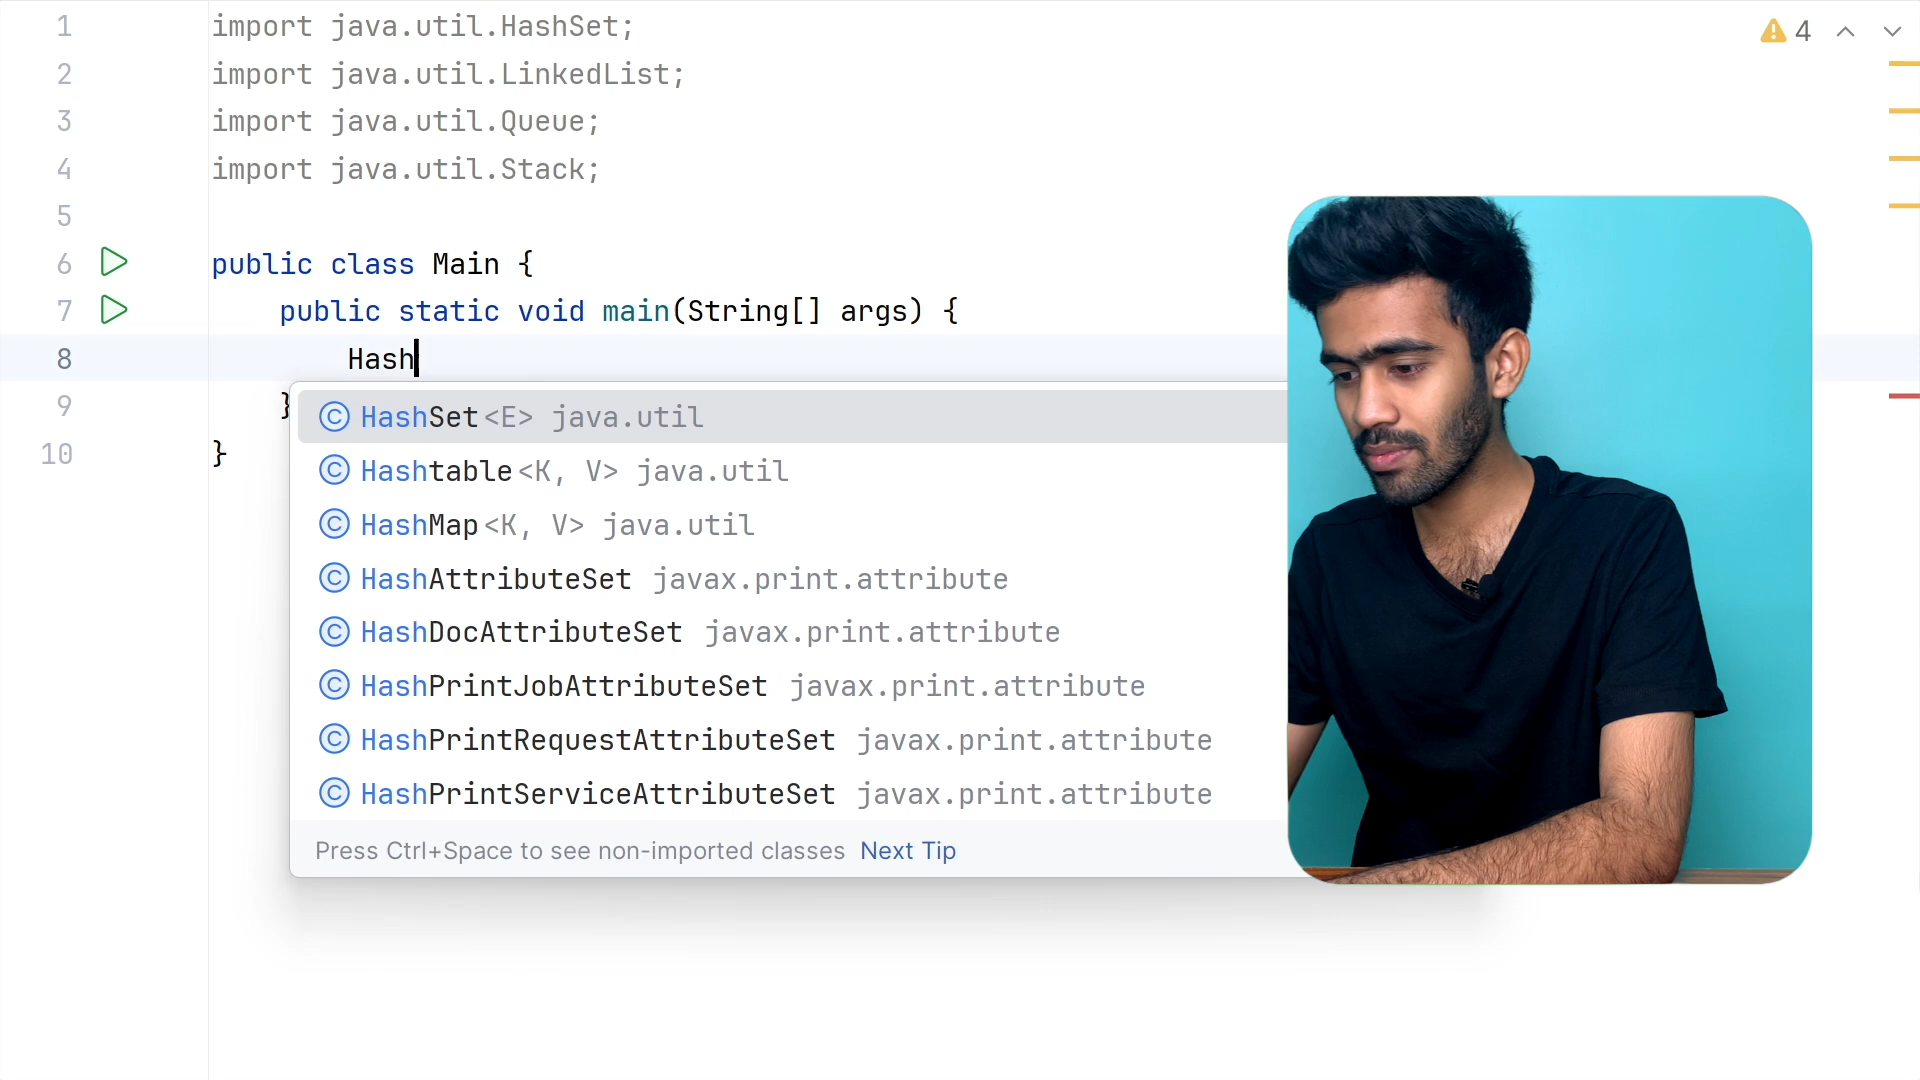 1 import java.util.HashSet;
2 import java.util.LinkedList;
3 import java.util.Queue;
4 import java.util.Stack;
5
6 public class Main {
7 public static void main(String[] args) {
8 Hash
9 }
10 }
4
HashSet<E> java.util
Hashtable<K, V> java.util
HashMap<K, V> java.util
HashAttributeSet javax.print.attribute
HashDocAttributeSet javax.print.attribute
HashPrintJobAttributeSet javax.print.attribute
HashPrintRequestAttributeSet javax.print.attribute
HashPrintServiceAttributeSet javax.print.attribute
Press Ctrl+Space to see non-imported classes Next Tip